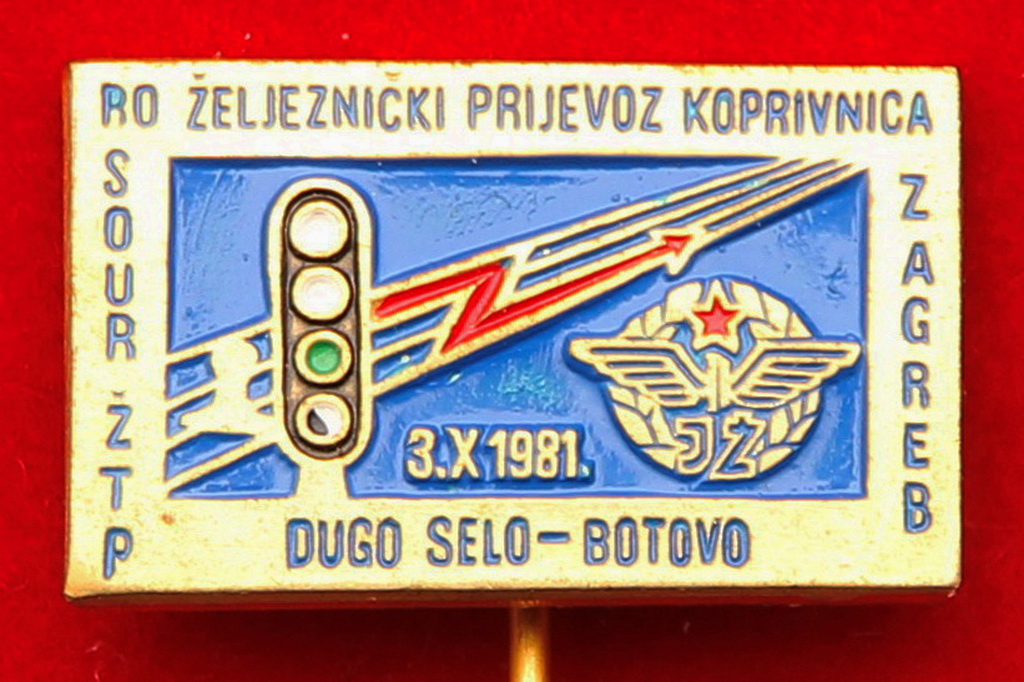 RO ŽELJEZNIČKI PRIJEVOZ KOPRIVNICA
SOUR ŽTP
ZAGREB
3.X 1981.
JŽ
DUGO SELO – BOTOVO